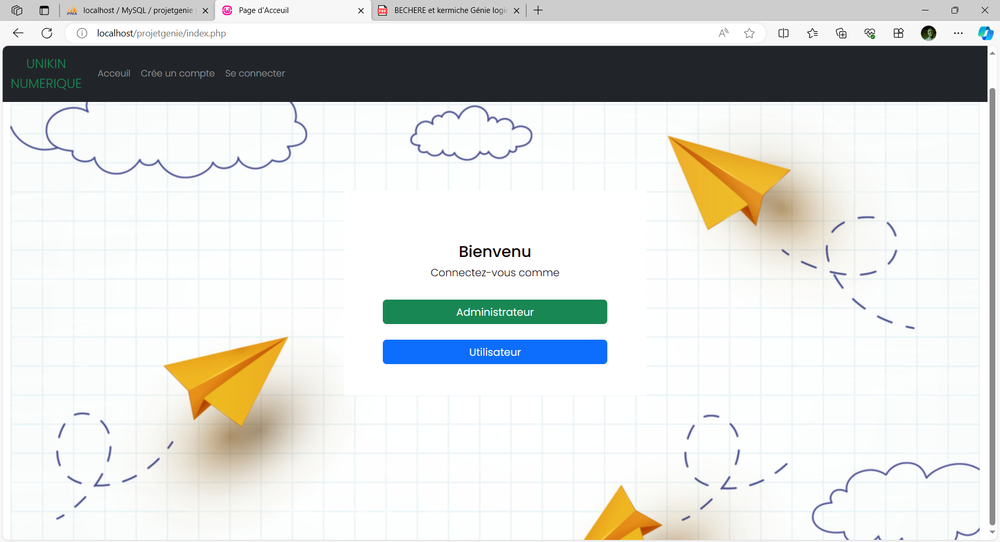 localhost / MySQL / projetgenie
Page d'Acceuil
BECHERE et kermiche Génie logi
localhost/projetgenie/index.php
UNIKIN
NUMERIQUE
Acceuil
Crée un compte
Se connecter
Bienvenu
Connectez-vous comme
Administrateur
Utilisateur